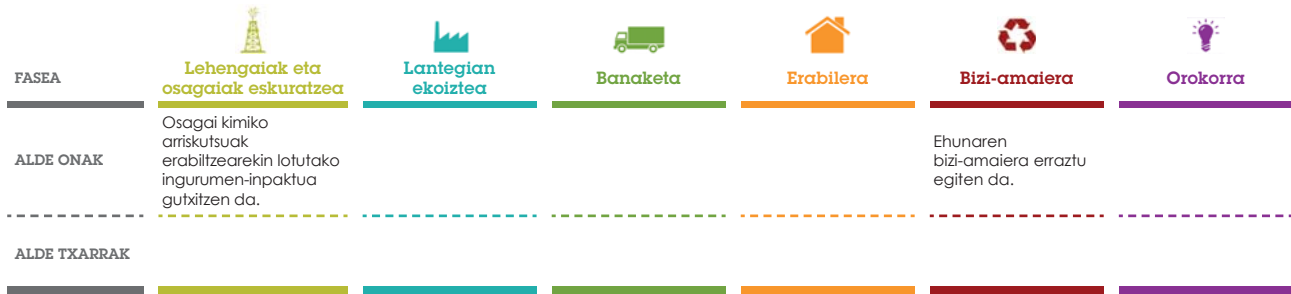 FASEA
Lehengaiak eta
osagaiak eskuratzea
Lantegian
ekoiztea
Banaketa
Erabilera
Bizi-amaiera
Orokorra
ALDE ONAK
Osagai kimiko
arriskutsuak
erabiltzearekin lotutako
ingurumen-inpaktua
gutxitzen da.
Ehunaren
bizi-amaiera erraztu
egiten da.
ALDE TXARRAK